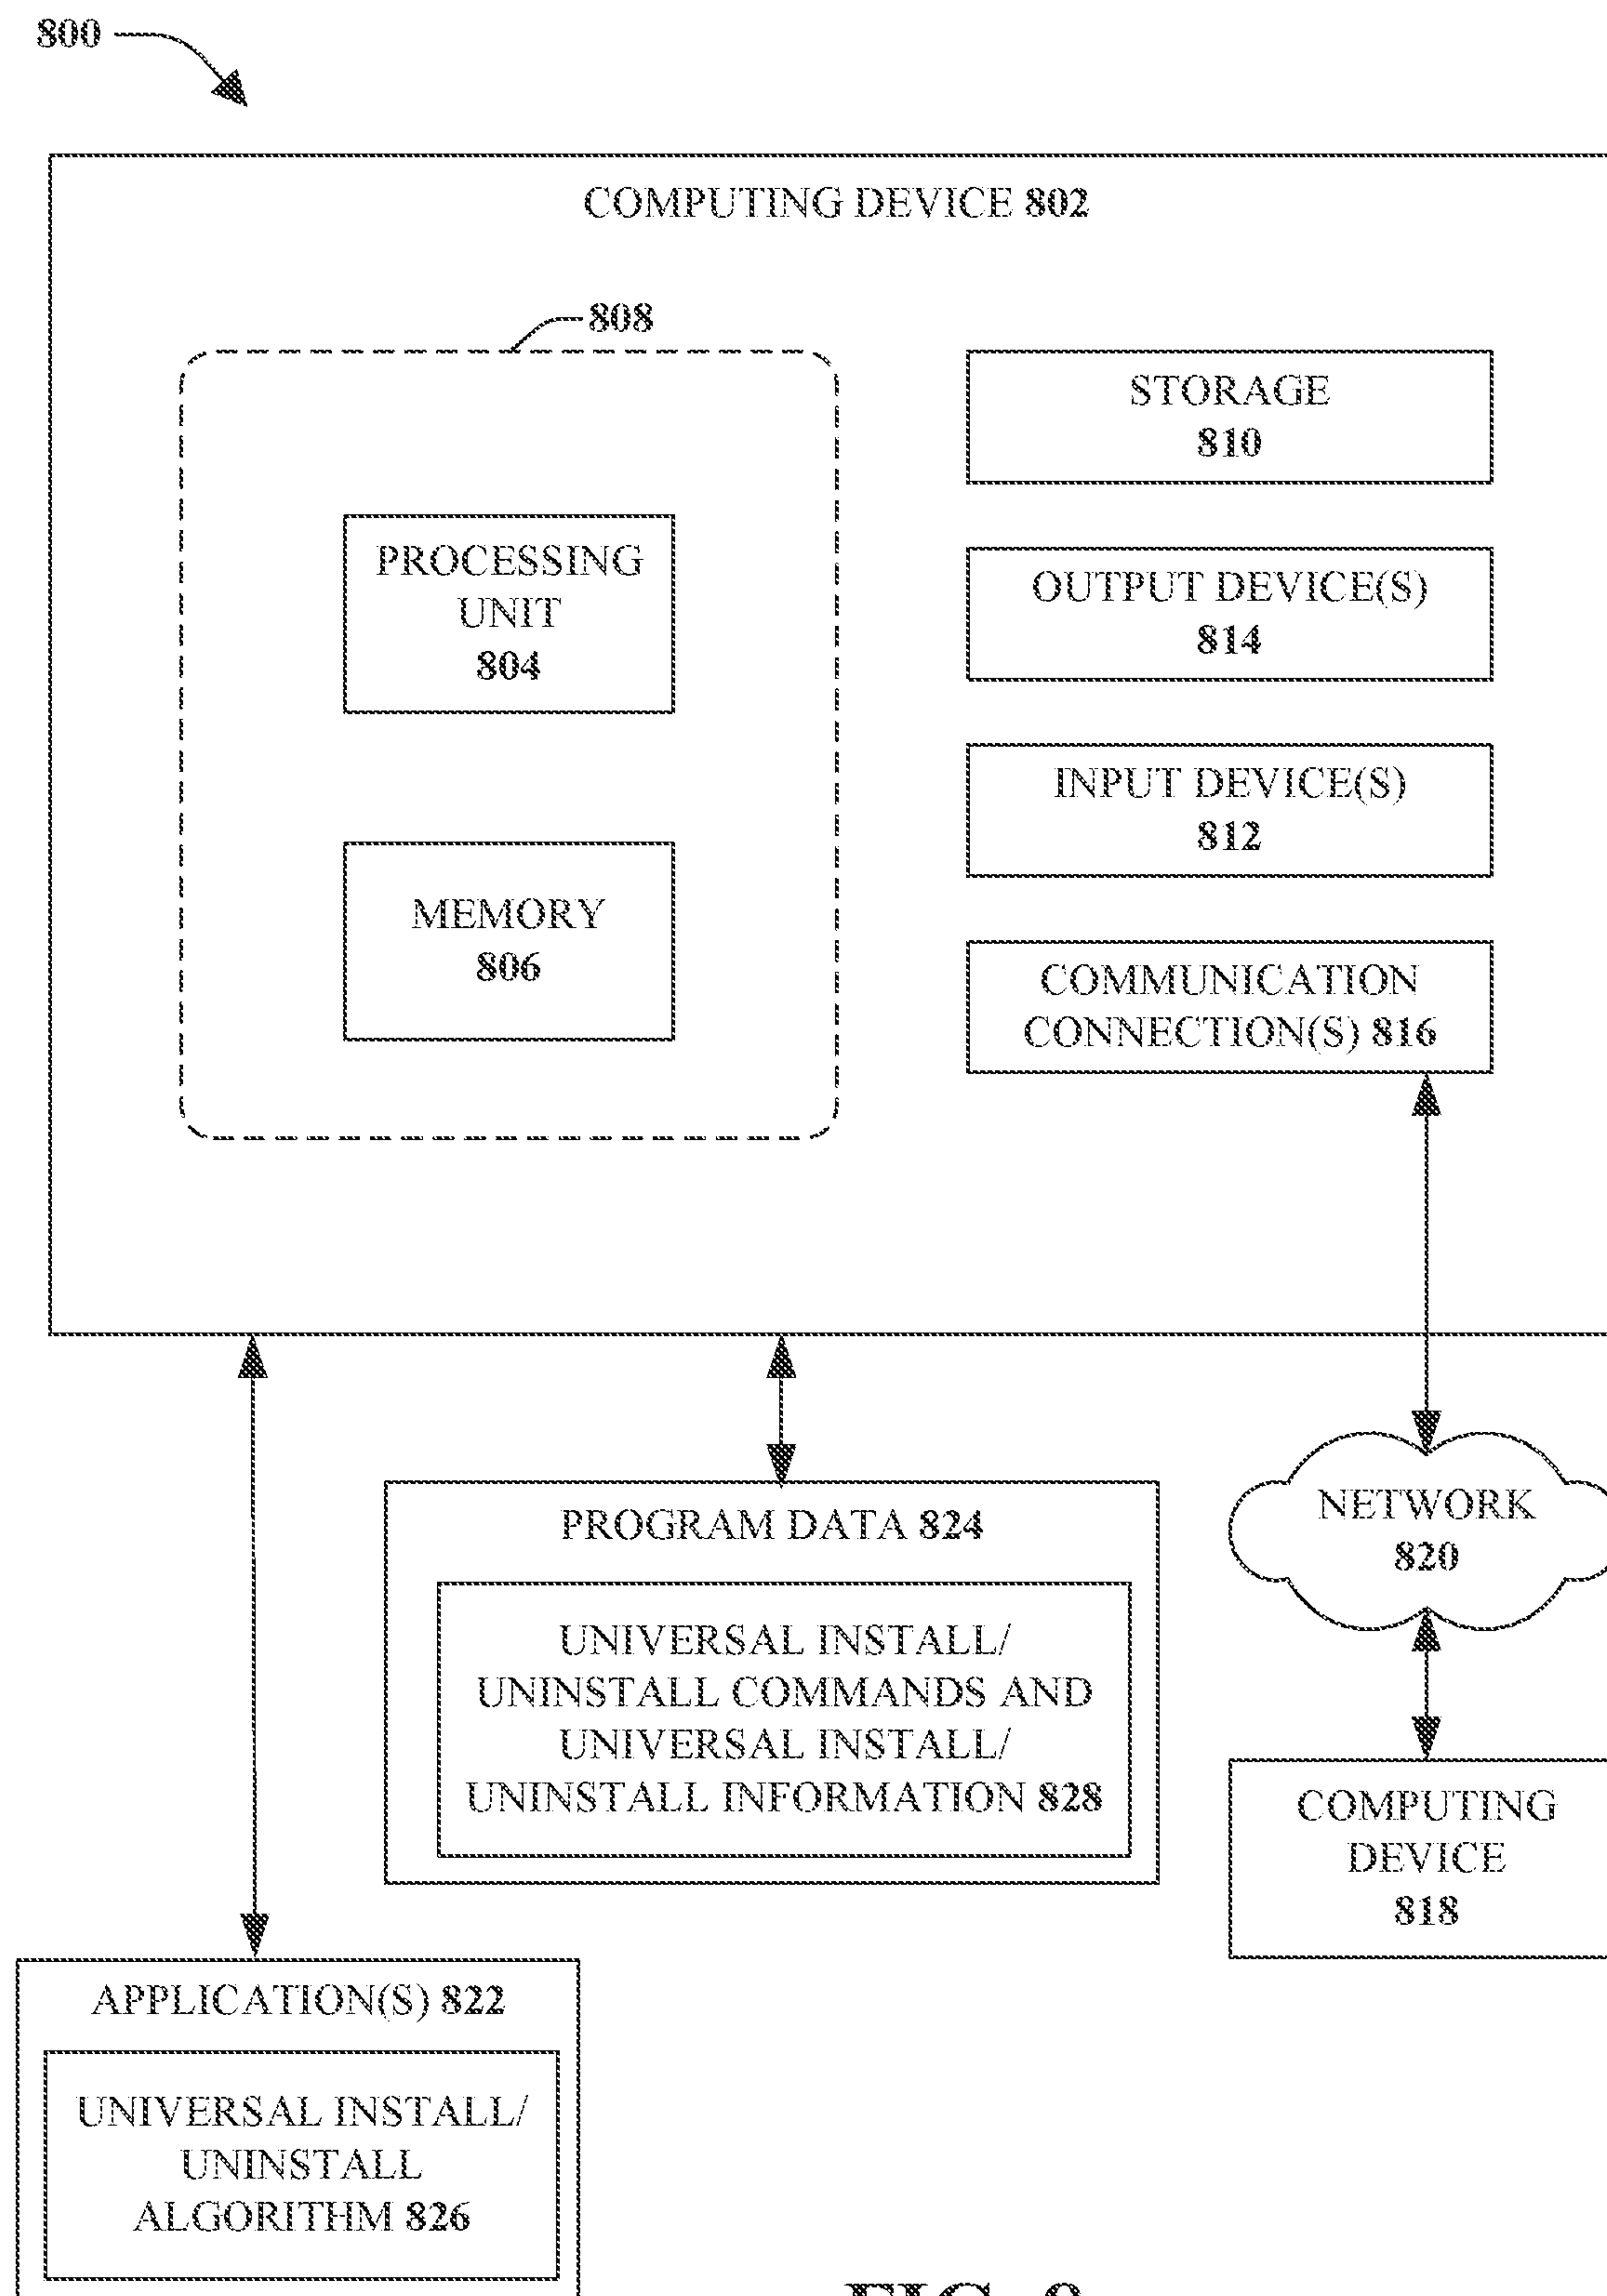 800
COMPUTING DEVICE 802
808
PROCESSING
UNIT
804
MEMORY
806
STORAGE
810
OUTPUT DEVICE(S)
814
INPUT DEVICE(S)
812
COMMUNICATION
CONNECTION(S) 816
PROGRAM DATA 824
UNIVERSAL INSTALL/
UNINSTALL COMMANDS AND
UNIVERSAL INSTALL/
UNINSTALL INFORMATION 828
NETWORK
820
COMPUTING
DEVICE
818
APPLICATION(S) 822
UNIVERSAL INSTALL/
UNINSTALL
ALGORITHM 826